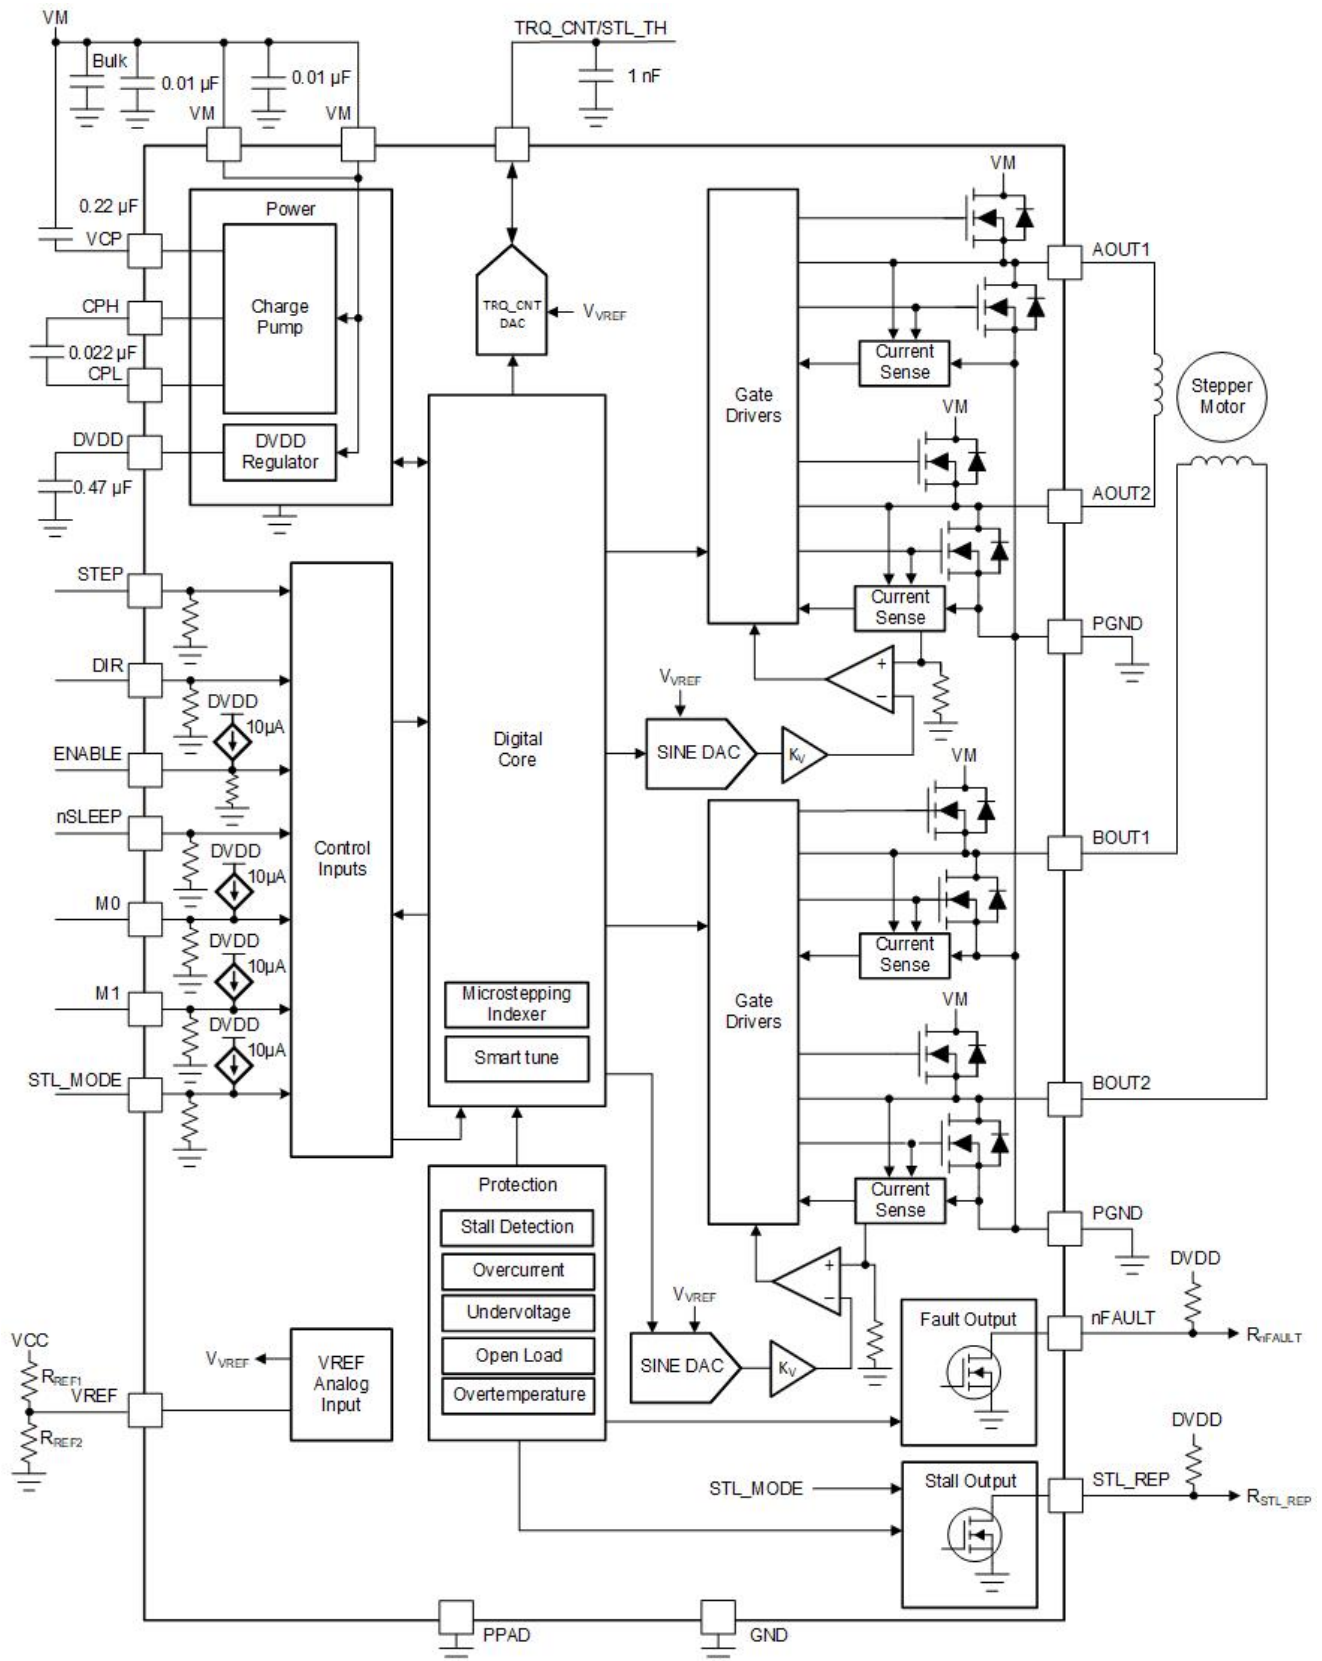 VM
TRQ_CNT/STL_TH
Bulk
0.01 µF
0.01 µF
1 nF
VM
VM
VM
0.22 µF
Power
VCP
AOUT1
CPH
Charge
Pump
TRQ_CNT
DAC
VVREF
0.022 µF
CPL
Current
Sense
Stepper
Motor
Gate
Drivers
VM
DVDD
DVDD
Regulator
0.47 µF
AOUT2
STEP
Current
Sense
PGND
DIR
+
−
VVREF
DVDD
10µA
ENABLE
Digital
Core
SINE DAC
KV
VM
nSLEEP
BOUT1
DVDD
Control
Inputs
10µA
M0
DVDD
Current
Sense
10µA
M1
Microstepping
Indexer
Gate
Drivers
VM
DVDD
10µA
Smart tune
STL_MODE
BOUT2
Protection
Current
Sense
Stall Detection
PGND
Overcurrent
+
−
DVDD
VVREF
Undervoltage
Fault Output
nFAULT
RnFAULT
VCC
VVREF
VREF
Analog
Input
Open Load
SINE DAC
KV
RREF1
VREF
Overtemperature
RREF2
DVDD
STL_MODE
Stall Output
STL_REP
RSTL_REP
PPAD
GND